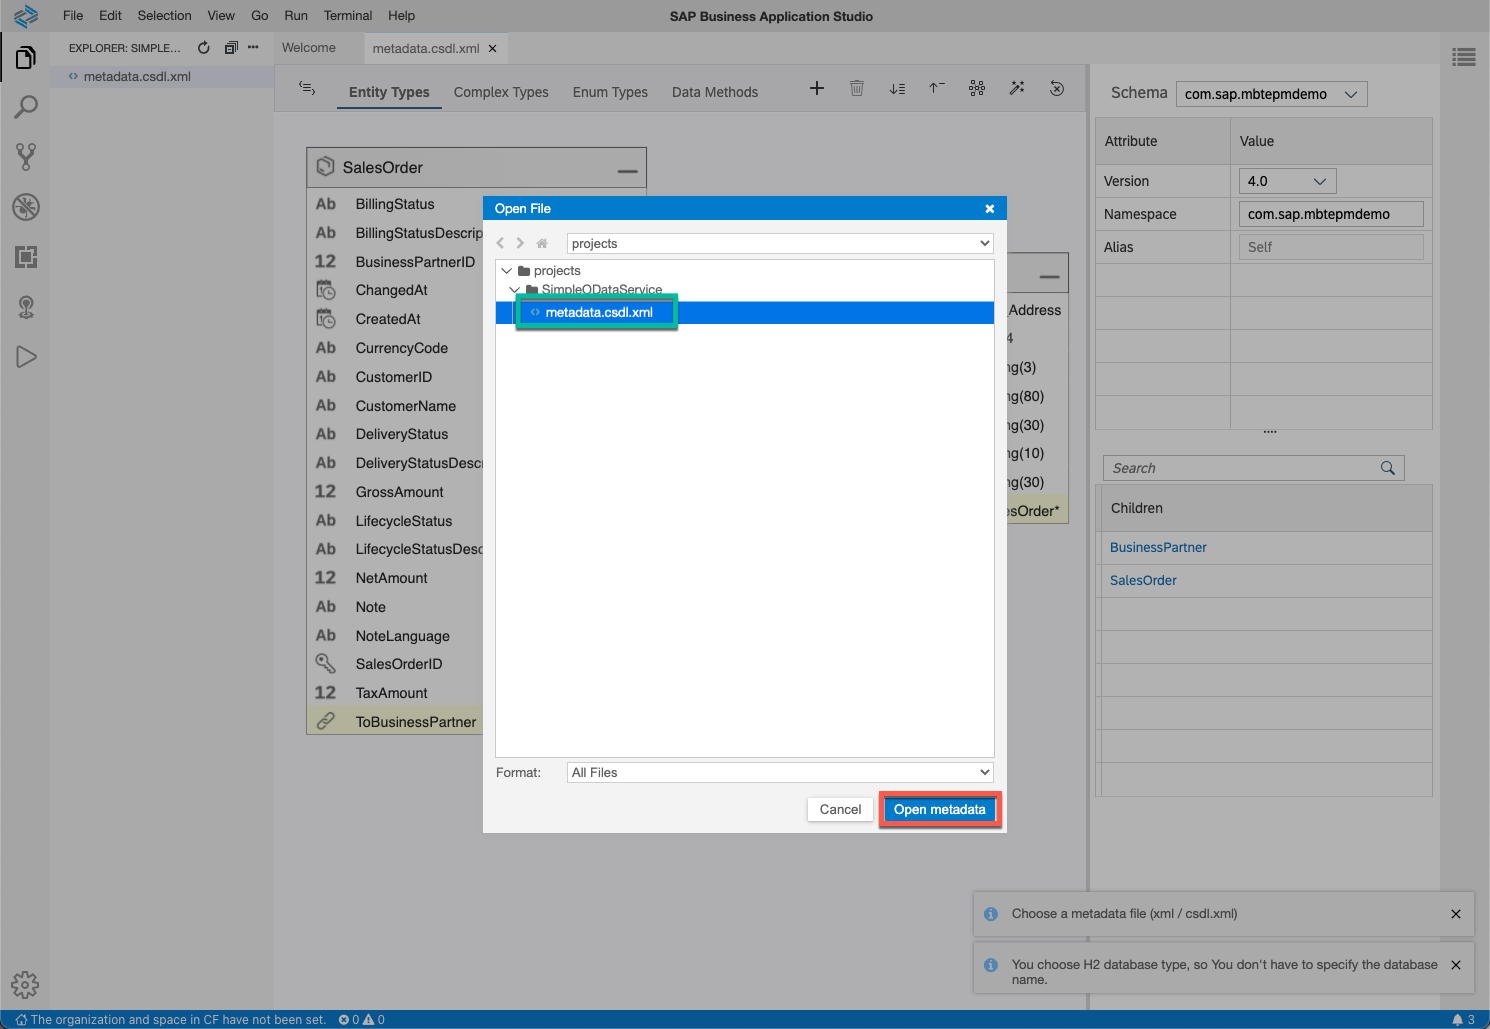 File Edit Selection View Go Run Terminal Help
SAP Business Application Studio
EXPLORER: SIMPLE...
metadata.csdl.xml
Welcome
metadata.csdl.xml
Entity Types
Complex Types
Enum Types
Data Methods
SalesOrder
Ab BillingStatus
Ab BillingStatusDescrip
12 BusinessPartnerID
ChangedAt
CreatedAt
Ab CurrencyCode
Ab CustomerID
Ab CustomerName
Ab DeliveryStatus
Ab DeliveryStatusDescr
12 GrossAmount
Ab LifecycleStatus
Ab LifecycleStatusDesc
12 NetAmount
Ab Note
Ab NoteLanguage
SalesOrderID
12 TaxAmount
ToBusinessPartner
Open File
projects
projects
SimpleODataService
metadata.csdl.xml
Format: All Files
Cancel
Open metadata
_Address
4
ng(3)
ng(80)
ng(30)
ng(10)
ng(30)
esOrder*
Schema com.sap.mbtepmdemo
Attribute Value
Version 4.0
Namespace com.sap.mbtepmdemo
Alias Self
Search
Children
BusinessPartner
SalesOrder
Choose a metadata file (xml / csdl.xml)
You choose H2 database type, so You don't have to specify the database
name.
The organization and space in CF have not been set. 0 0
3